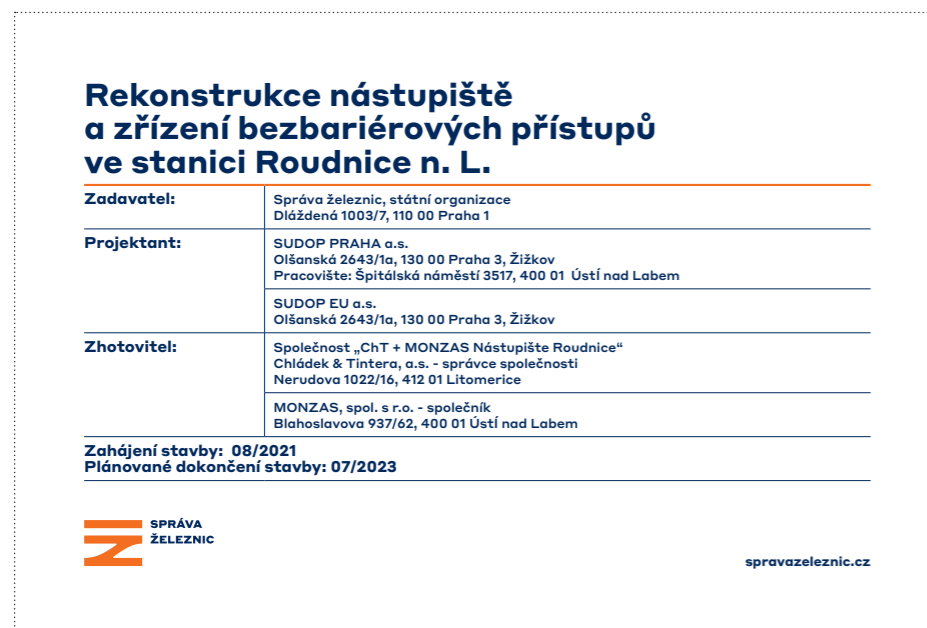 Rekonstrukce nástupiště
a zřízení bezbariérových přístupů
ve stanici Roudnice n. L.
Zadavatel:
Správa železnic, státní organizace
Dlážděná 1003/7, 110 00 Praha 1
Projektant:
SUDOP PRAHA a.s.
Olšanská 2643/1a, 130 00 Praha 3, Žižkov
Pracoviště: Špitálská náměstí 3517, 400 01 ÚstÍ nad Labem
SUDOP EU a.s.
Olšanská 2643/1a, 130 00 Praha 3, Žižkov
Zhotovitel:
Společnost „ChT + MONZAS Nástupiště Roudnice“
Chládek & Tintera, a.s. - správce společnosti
Nerudova 1022/16, 412 01 Litomerice
MONZAS, spol. s r.o. - společník
Blahoslavova 937/62, 400 01 ÚstÍ nad Labem
Zahájení stavby: 08/2021
Plánované dokončení stavby: 07/2023
SPRÁVA
ŽELEZNIC
spravazeleznic.cz